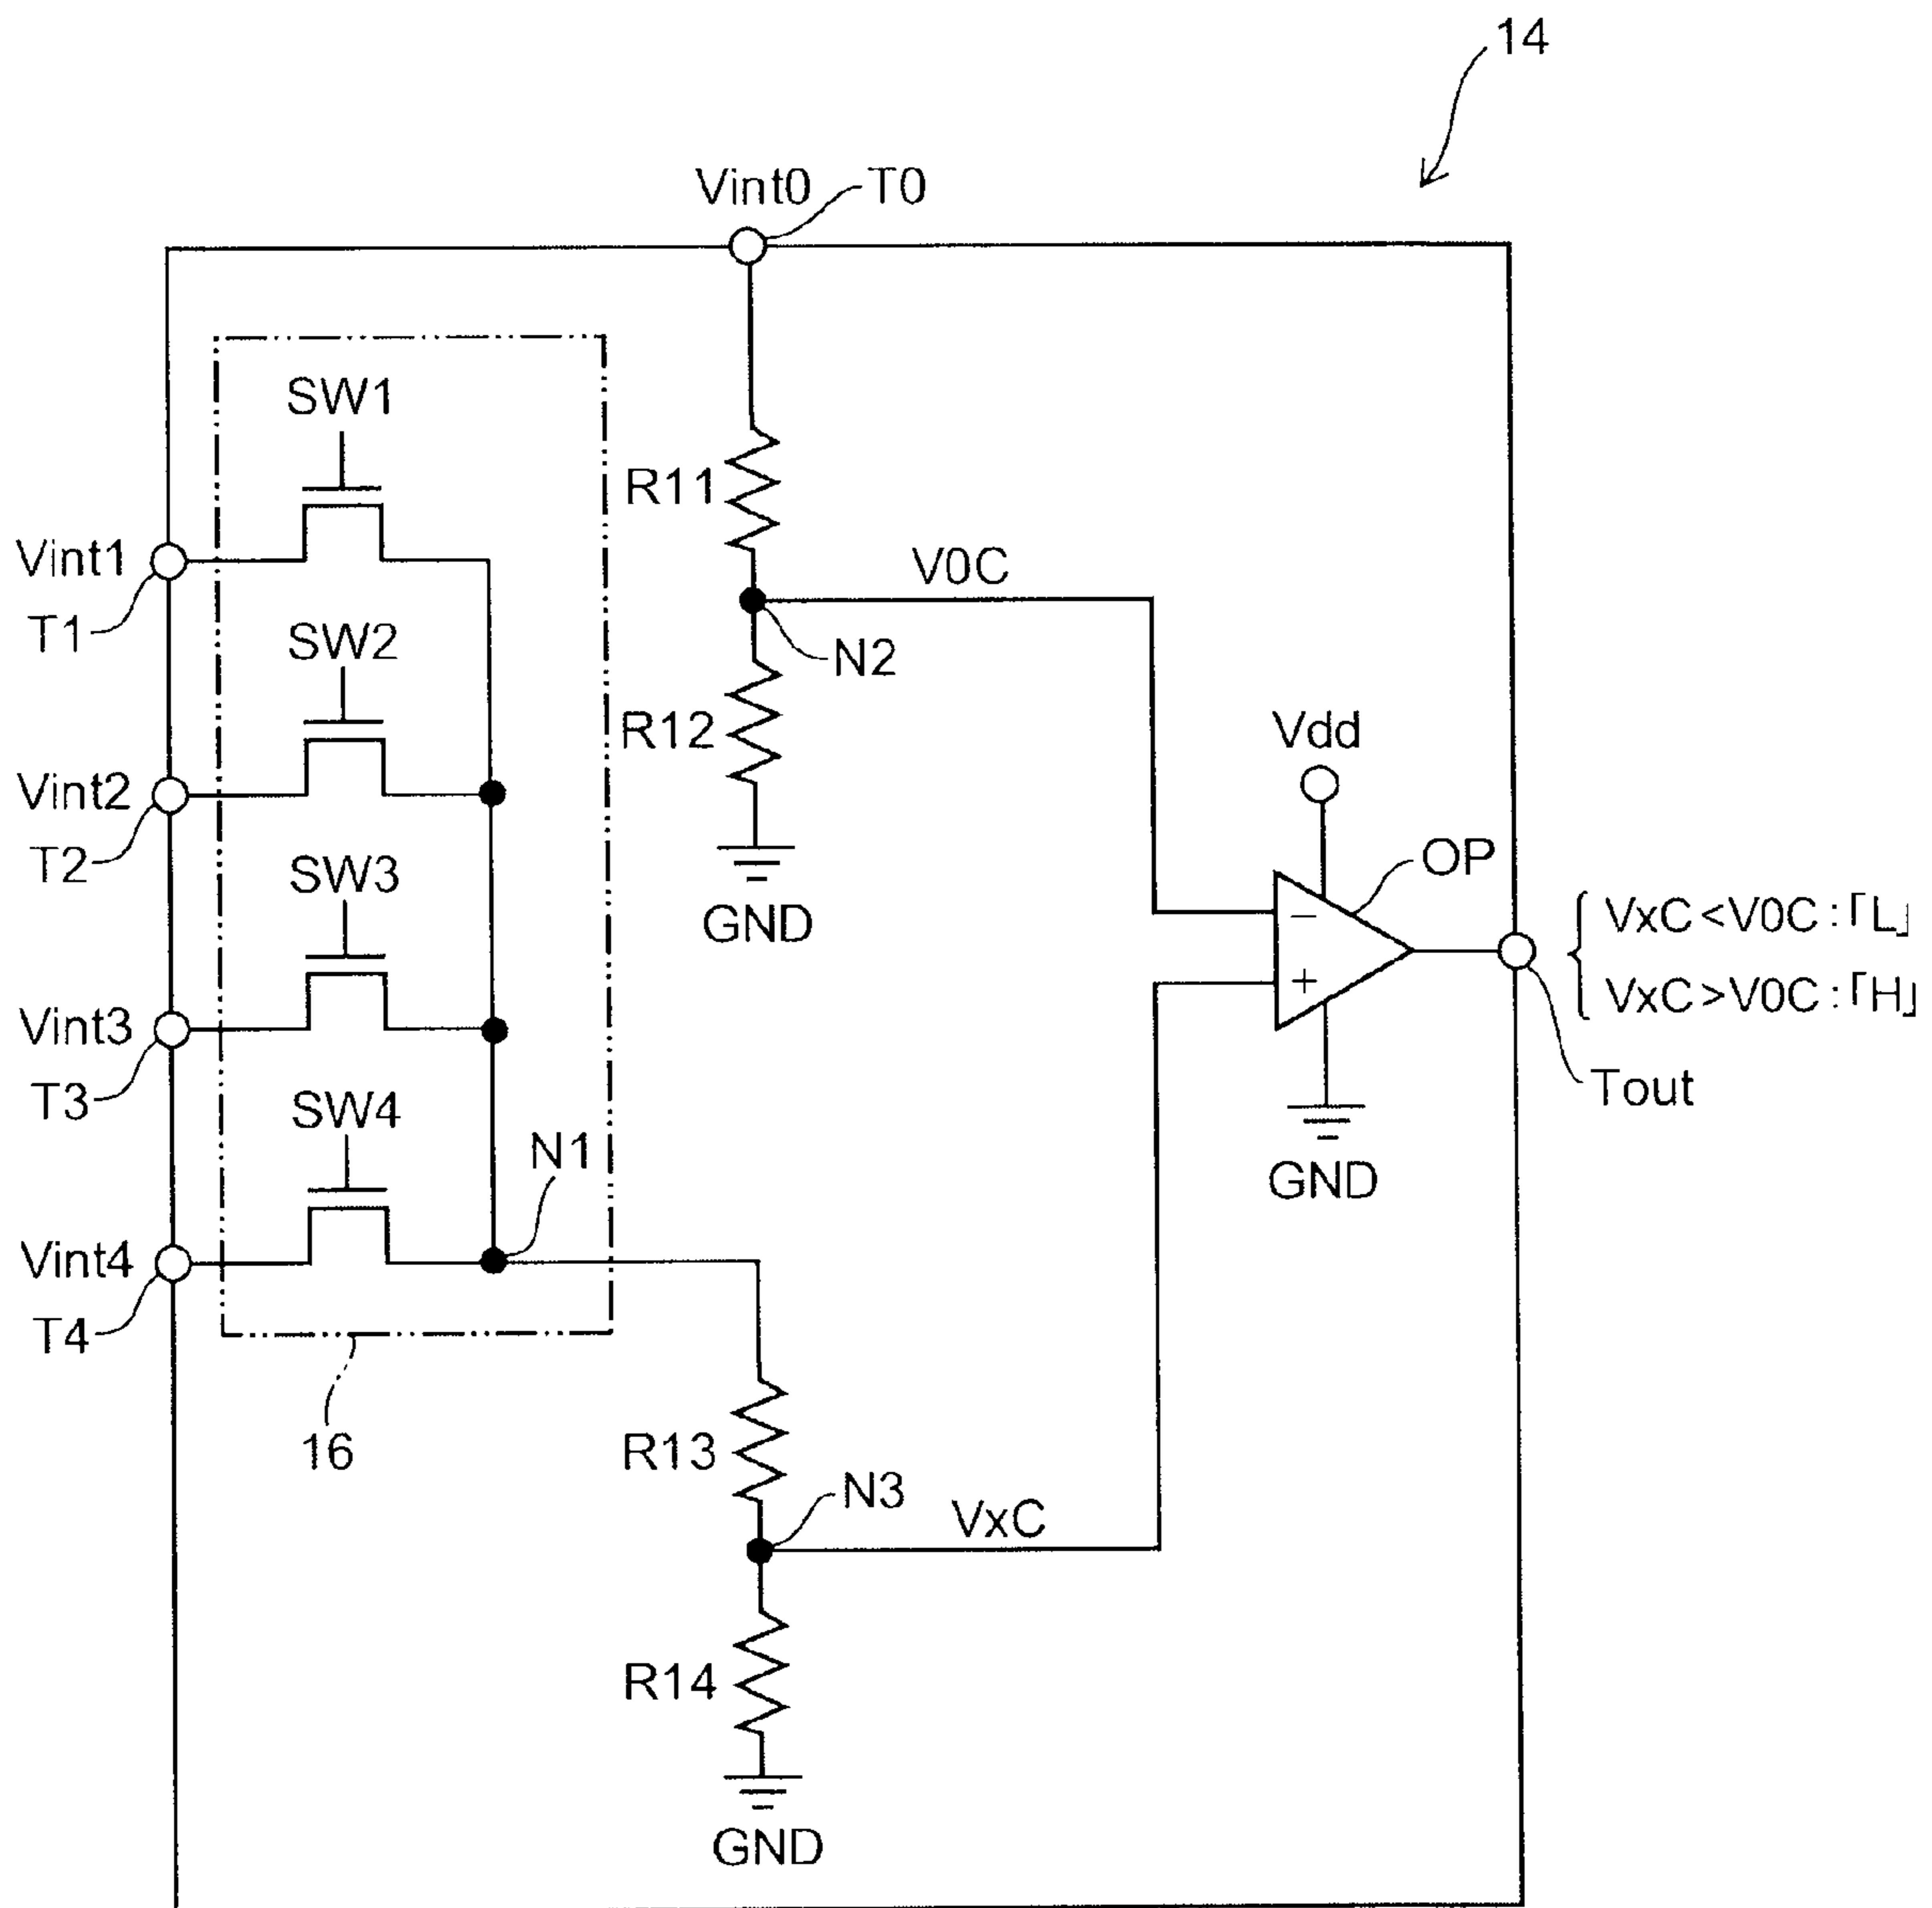 14
Vint0 T0
SW1
R11
Vint1
V0C
T1
SW2
N2
R12
Vdd
Vint2
T2
SW3
OP
GND
VxC<V0C:「L」
VxC>V0C:「H」
−
+
Vint3
T3
Tout
SW4
N1
GND
Vint4
T4
16
R13
N3
VxC
R14
GND